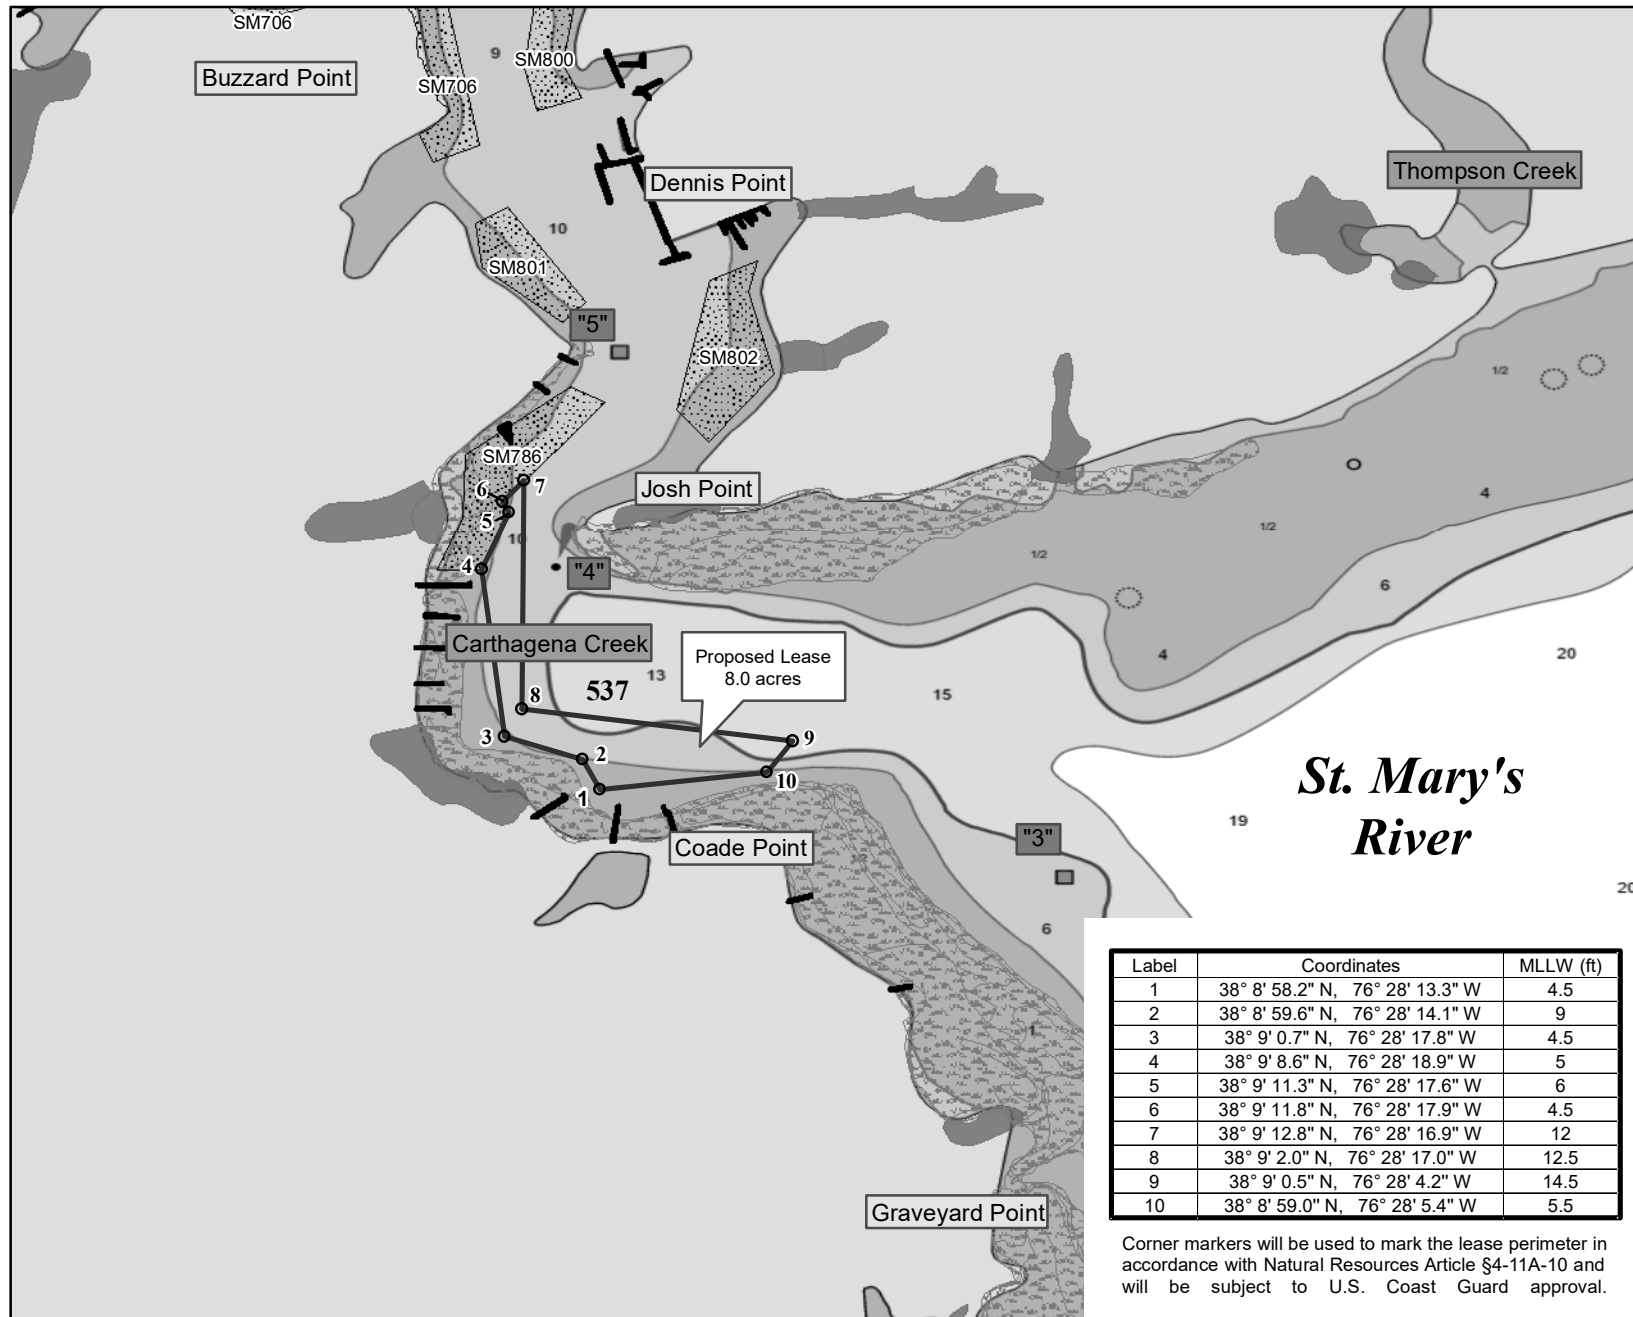 SM706
9
SM800
Buzzard Point
SM706
Thompson Creek
Dennis Point
10
SM801
"5"
SM802
1/2
SM786
6
7
Josh Point
4
5
10
1/2
1/2
4
"4"
6
Carthagena Creek
Proposed Lease
8.0 acres
4
20
13
537
15
8
3
2
9
10
1
St. Mary's
River
19
"3"
Coade Point
1/2
20
6
1
Label Coordinates MLLW (ft)
1 38° 8' 58.2" N, 76° 28' 13.3" W 4.5
2 38° 8' 59.6" N, 76° 28' 14.1" W 9
3 38° 9' 0.7" N, 76° 28' 17.8" W 4.5
4 38° 9' 8.6" N, 76° 28' 18.9" W 5
5 38° 9' 11.3" N, 76° 28' 17.6" W 6
6 38° 9' 11.8" N, 76° 28' 17.9" W 4.5
7 38° 9' 12.8" N, 76° 28' 16.9" W 12
8 38° 9' 2.0" N, 76° 28' 17.0" W 12.5
9 38° 9' 0.5" N, 76° 28' 4.2" W 14.5
10 38° 8' 59.0" N, 76° 28' 5.4" W 5.5
Graveyard Point
Corner markers will be used to mark the lease perimeter in
accordance with Natural Resources Article §4-11A-10 and
will be subject to U.S. Coast Guard approval.